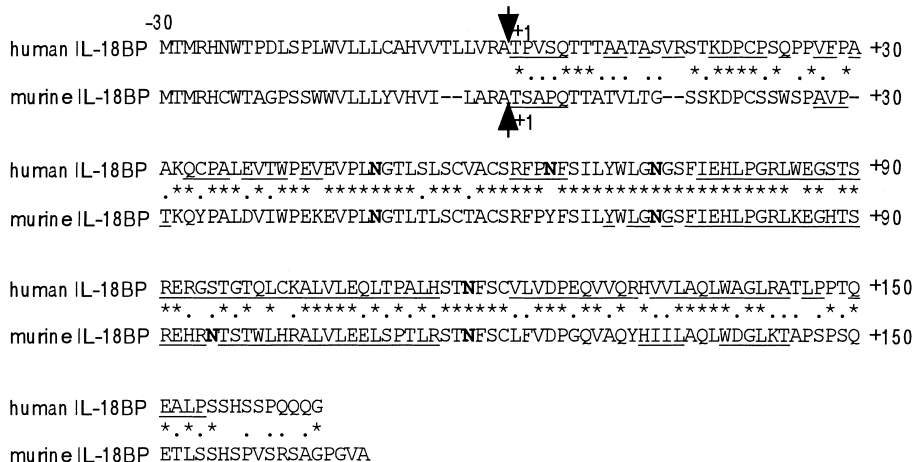 -30
+1
human IL-18BP MTMRHNWTPDLSPLWVLLLCAHVVTLLVRATPVSQTTTAATASVRSTKDPCPSQPPVFPA +30
*...***... .. *.**** * .*. *
murine IL-18BP MTMRHCWTAGPSSWWVLLLYVHVI--LARATSAPQTTATVLTG--SSKDPCSSWSPAVP- +30
+1
human IL-18BP AKQCPALEVTWPEVEVPLNGTLSLSCVACSRFPNFSILYWLGNGSFIEHLPGRLWEGSTS +90
.** ***.*.*** ********.***.****** ******************** ** **
murine IL-18BP TKQYPALDVIWPEKEVPLNGTLTLSCTACSRFPYFSILYWLGNGSFIEHLPGRLKEGHTS +90
human IL-18BP RERGSTGTQLCKALVLEQLTPALHSTNFSCVLVDPEQVVQRHVVLAQLWAGLRATLPPTQ +150
** ..*.*.*..*****.*.*.*.******..***.**.*.*..*****.**.....*.*
murine IL-18BP REHRNTSTWLHRALVLEELSPTLRSTNFSCLFVDPGQVAQYHIILAQLWDGLKTAPSPSQ +150
human IL-18BP EALPSSHSSPQQQG
*.*.*  . ..  .*
murine IL-18BP ETLSSHSPVSRSAGPGVA